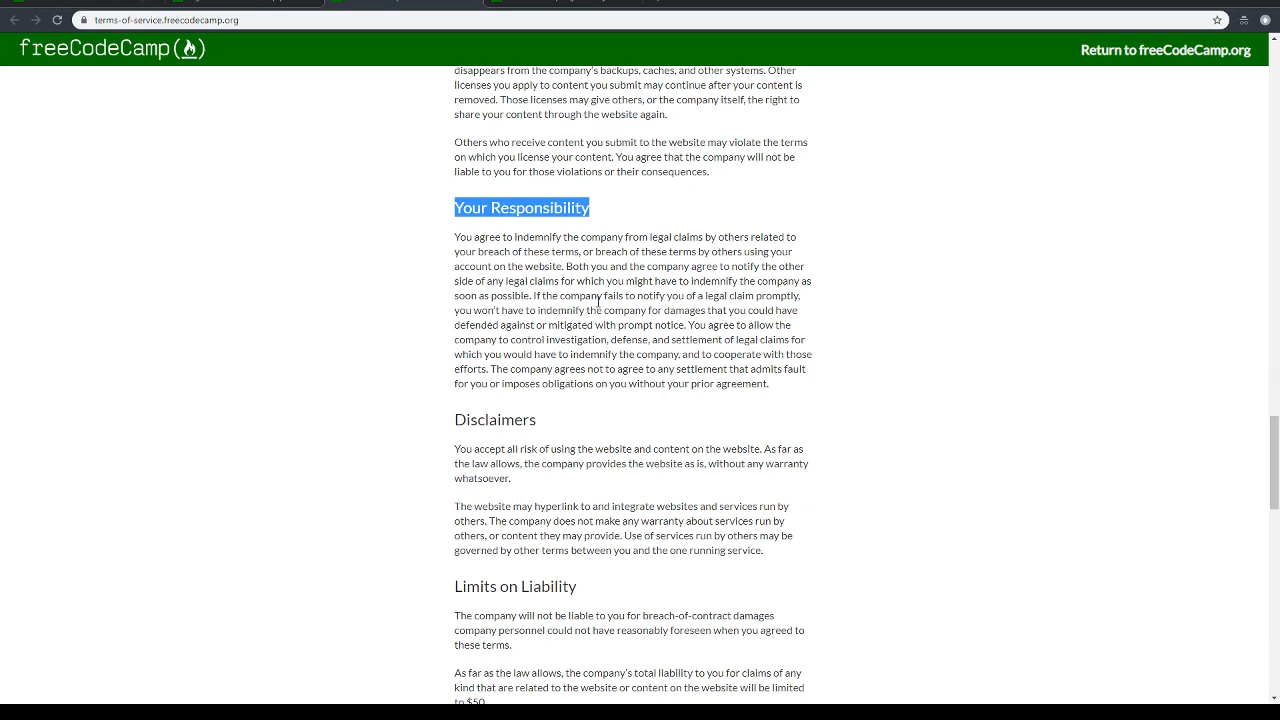 terms-of-service.freecodecamp.org
freeCodeCamp
Return to freeCodeCamp.org
disappears from the company's backups, caches, and other systems. Other
licenses you apply to content you submit may continue after your content is
removed. Those licenses may give others, or the company itself, the right to
share your content through the website again.
Others who receive content you submit to the website may violate the terms
on which you license your content. You agree that the company will not be
liable to you for those violations or their consequences.
Your Responsibility
You agree to indemnify the company from legal claims by others related to
your breach of these terms, or breach of these terms by others using your
account on the website. Both you and the company agree to notify the other
side of any legal claims for which you might have to indemnify the company as
soon as possible. If the company fails to notify you of a legal claim promptly,
you won't have to indemnify the company for damages that you could have
defended against or mitigated with prompt notice. You agree to allow the
company to control investigation, defense, and settlement of legal claims for
which you would have to indemnify the company, and to cooperate with those
efforts. The company agrees not to agree to any settlement that admits fault
for you or imposes obligations on you without your prior agreement.
Disclaimers
You accept all risk of using the website and content on the website. As far as
the law allows, the company provides the website as is, without any warranty
whatsoever.
The website may hyperlink to and integrate websites and services run by
others. The company does not make any warranty about services run by
others, or content they may provide. Use of services run by others may be
governed by other terms between you and the one running service.
Limits on Liability
The company will not be liable to you for breach-of-contract damages
company personnel could not have reasonably foreseen when you agreed to
these terms.
As far as the law allows, the company's total liability to you for claims of any
kind that are related to the website or content on the website will be limited
to $50